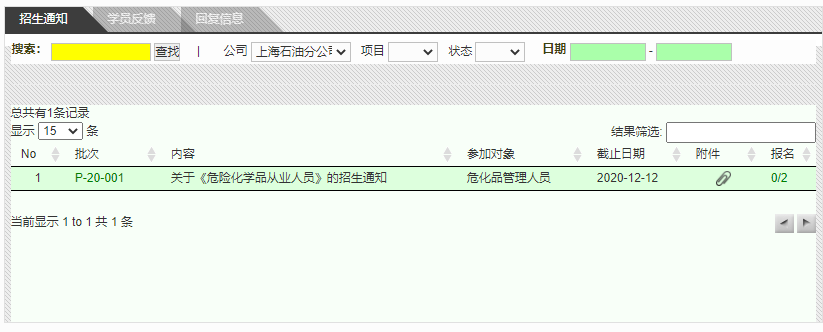 招生通知 学员反馈 回复信息
搜索: 查找 | 公司 上海石油分公司 项目 状态 日期 -
总共有1条记录
显示 15 条 结果筛选:
No 批次 内容 参加对象 截止日期 附件 报名
1 P-20-001 关于《危险化学品从业人员》的招生通知 危化品管理人员 2020-12-12 0/2
当前显示 1 to 1 共 1 条